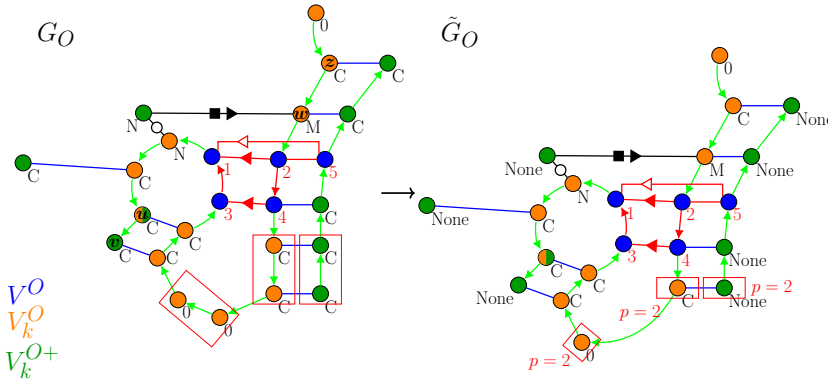 G_O
0
z
C C
w
M C
N
N
1 2 5
C
C
u
C
3 4 C
C
v
C C
C C
C C
0
0
V^O
V_k^O
V_k^{O+}
G̃_O
0
C None
M None
None
N
1 2 5
None
C
3 4 None
C
None C
C None
p = 2
p = 2
0
p = 2